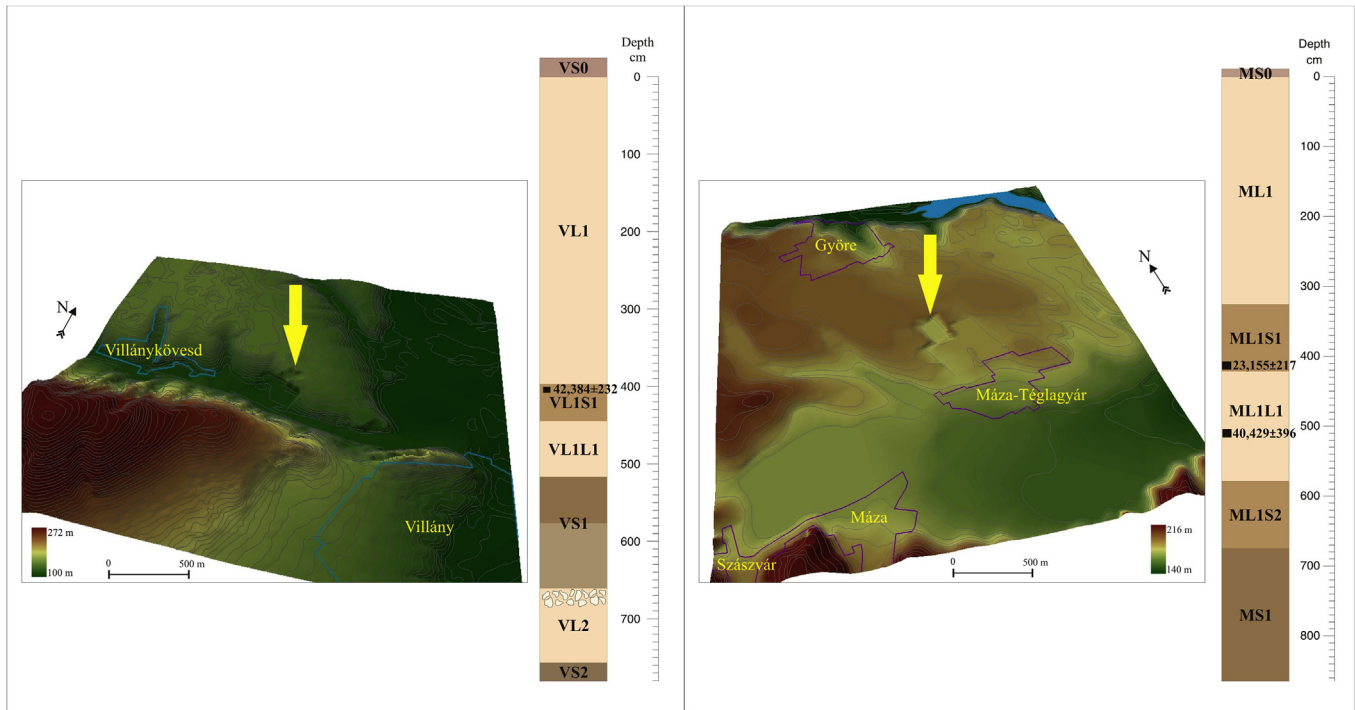 Depth
cm
VS0
0
100
VL1
200
300
N
Villánykövesd
42,384±232
400
VL1S1
VL1L1
500
VS1
Villány
272 m
100 m
0
500 m
600
VL2
700
VS2
Depth
cm
MS0
0
100
ML1
200
Györe
N
300
ML1S1
400
23,155±217
Máza-Téglagyár
ML1L1
500
40,429±396
Máza
600
ML1S2
216 m
140 m
Szászvár
0
500 m
700
MS1
800